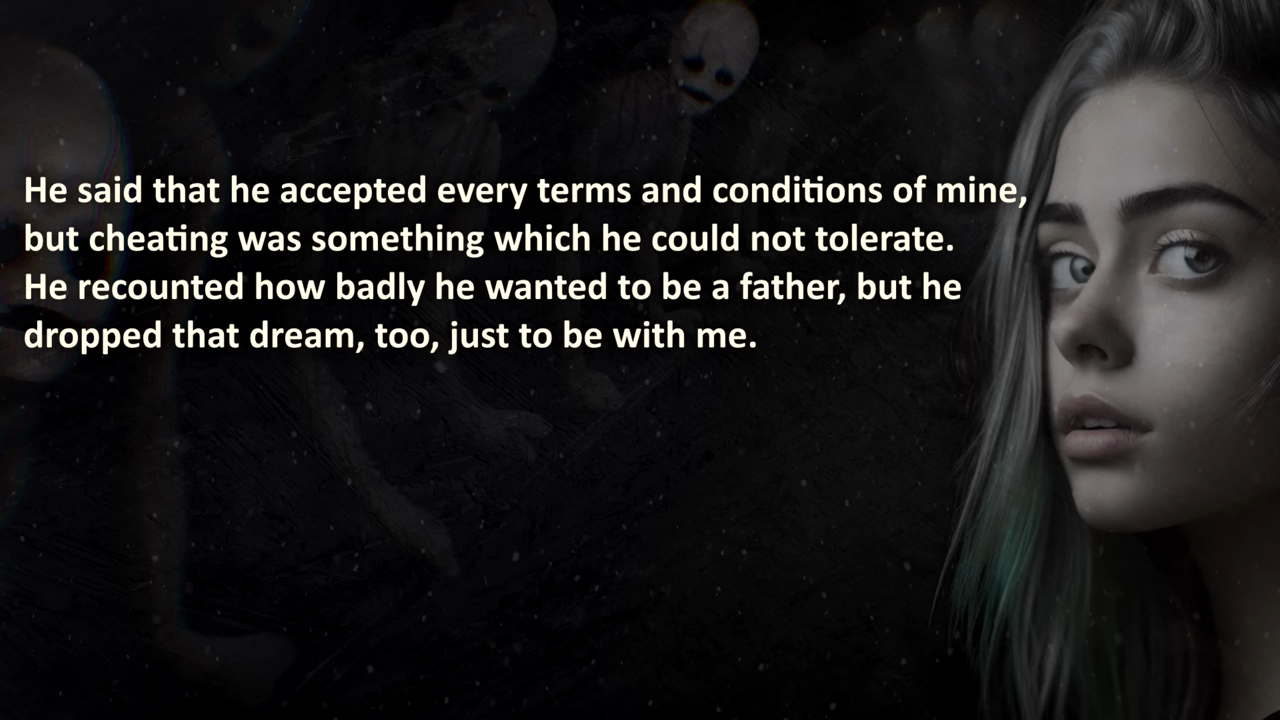 He said that he accepted every terms and conditions of mine,
but cheating was something which he could not tolerate.
He recounted how badly he wanted to be a father, but he
dropped that dream, too, just to be with me.